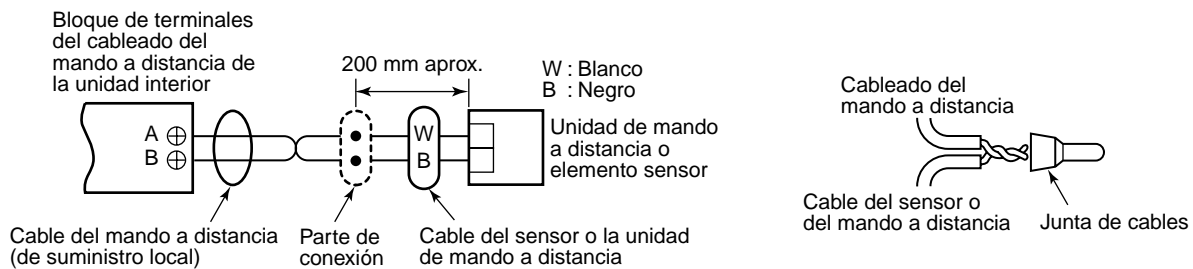 Bloque de terminales
del cableado del
mando a distancia de
la unidad interior
200 mm aprox.
W : Blanco
B : Negro
A
B
W
B
Unidad de mando
a distancia o
elemento sensor
Cable del mando a distancia
(de suministro local)
Parte de
conexión
Cable del sensor o la unidad
de mando a distancia
Cableado del
mando a distancia
Cable del sensor o
del mando a distancia
Junta de cables